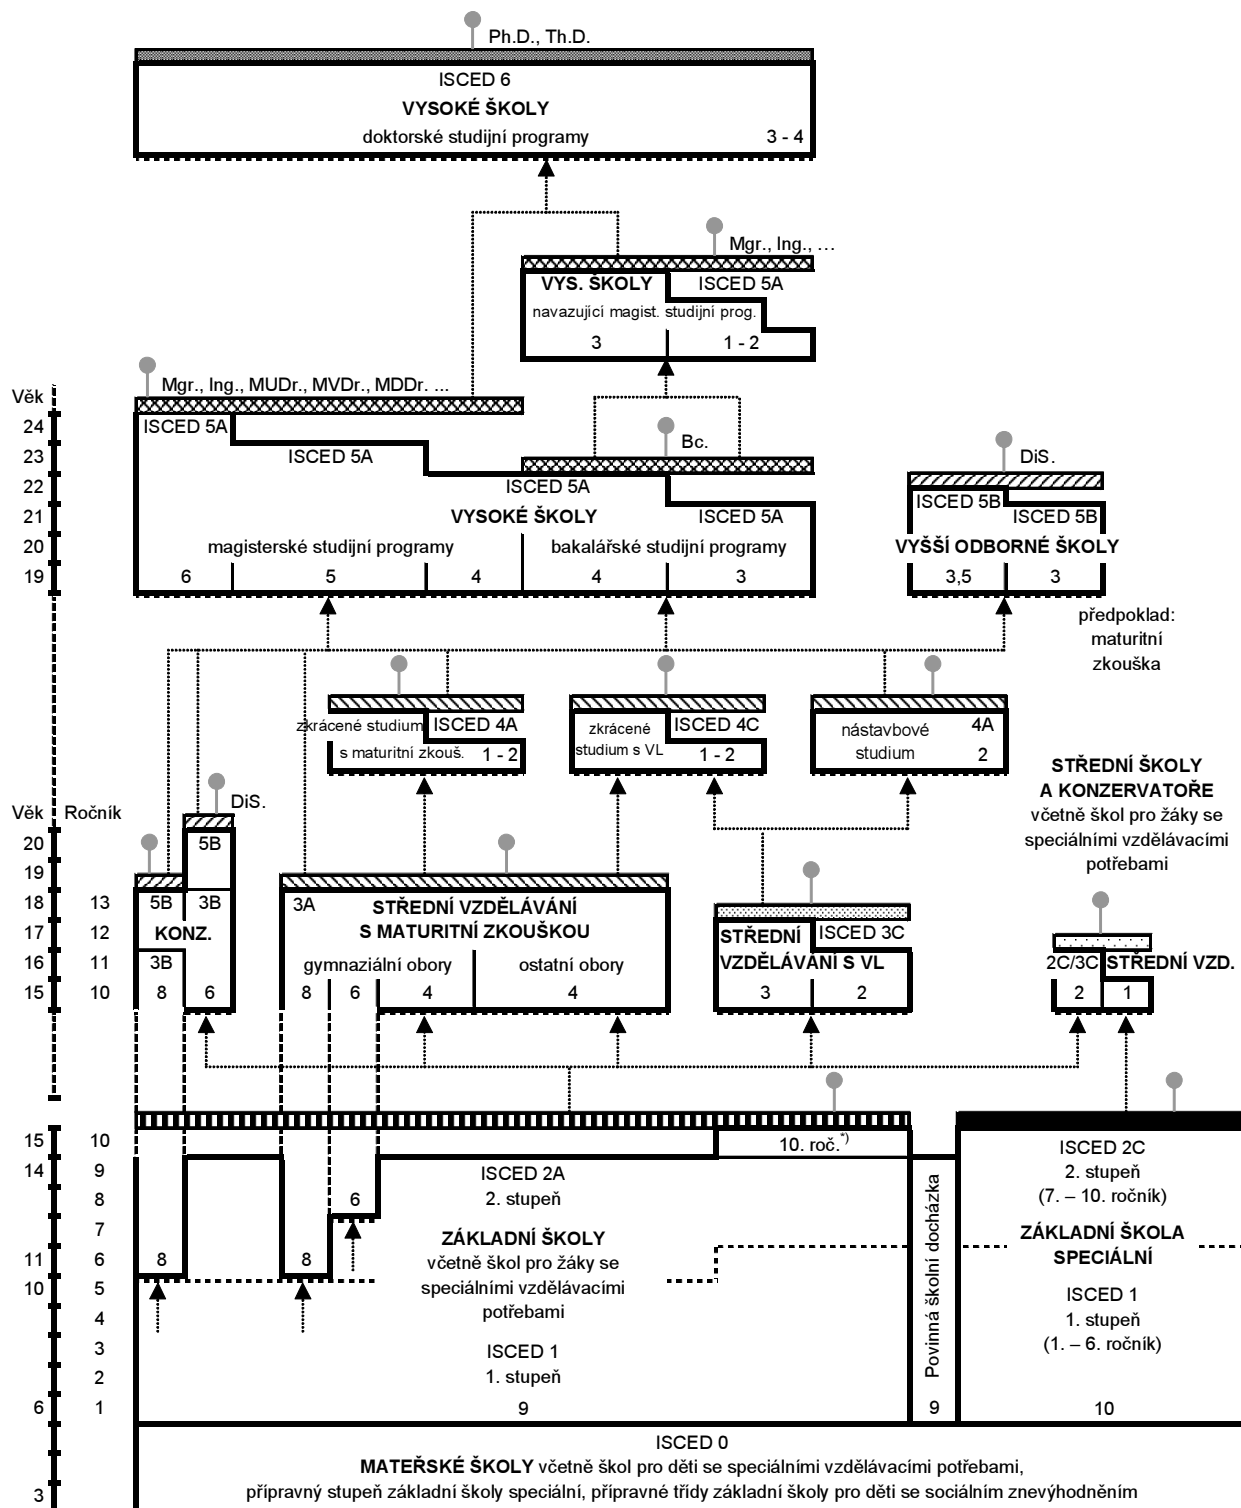 Ph.D., Th.D.
ISCED 6
VYSOKÉ ŠKOLY
doktorské studijní programy 3 - 4
Mgr., Ing., ...
VYS. ŠKOLY ISCED 5A
navazující magist. studijní prog.
3 1 - 2
Mgr., Ing., MUDr., MVDr., MDDr. ...
Věk
24 ISCED 5A
Bc.
23 ISCED 5A
DiS.
22 ISCED 5A
ISCED 5B
21 VYSOKÉ ŠKOLY ISCED 5A
ISCED 5B
20 magisterské studijní programy bakalářské studijní programy VYŠŠÍ ODBORNÉ ŠKOLY
19 6 5 4 4 3 3,5 3
předpoklad:
maturitní
zkouška
zkrácené studium ISCED 4A
s maturitní zkouš. 1 - 2
zkrácené ISCED 4C
studium s VL 1 - 2
nástavbové 4A
studium 2
STŘEDNÍ ŠKOLY
A KONZERVATOŘE
včetně škol pro žáky se
speciálními vzdělávacími
potřebami
DiS.
Věk Ročník
20 5B
19
18 13 5B 3B 3A STŘEDNÍ VZDĚLÁVÁNÍ
17 12 KONZ. S MATURITNÍ ZKOUŠKOU STŘEDNÍ ISCED 3C
16 11 3B gymnaziální obory ostatní obory VZDĚLÁVÁNÍ S VL 2C/3C STŘEDNÍ VZD.
15 10 8 6 8 6 4 4 3 2 2 1
15 10 10. roč.*)
14 9 ISCED 2A
8 6 2. stupeň
7 ZÁKLADNÍ ŠKOLY
11 6 8 8 včetně škol pro žáky se
10 5 speciálními vzdělávacími
4 potřebami
3 ISCED 1
2 1. stupeň
6 1 9
Povinná školní docházka
9
ISCED 2C
2. stupeň
(7. – 10. ročník)
ZÁKLADNÍ ŠKOLA
SPECIÁLNÍ
ISCED 1
1. stupeň
(1. – 6. ročník)
10
ISCED 0
MATEŘSKÉ ŠKOLY včetně škol pro děti se speciálními vzdělávacími potřebami,
3 přípravný stupeň základní školy speciální, přípravné třídy základní školy pro děti se sociálním znevýhodněním